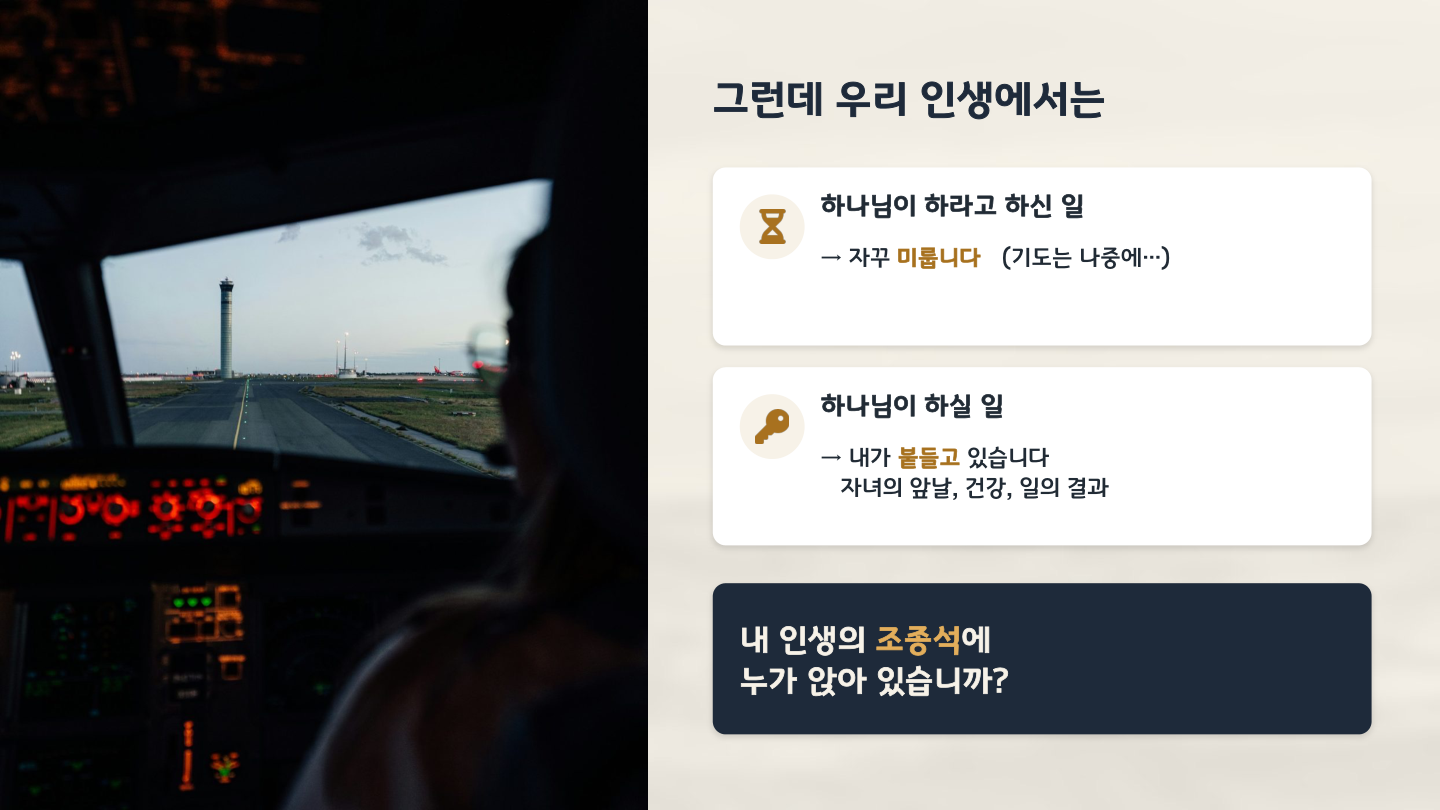 그런데 우리 인생에서는
하나님이 하라고 하신 일
→ 자꾸 미룹니다 (기도는 나중에…)
하나님이 하실 일
→ 내가 붙들고 있습니다
자녀의 앞날, 건강, 일의 결과
내 인생의 조종석에
누가 앉아 있습니까?